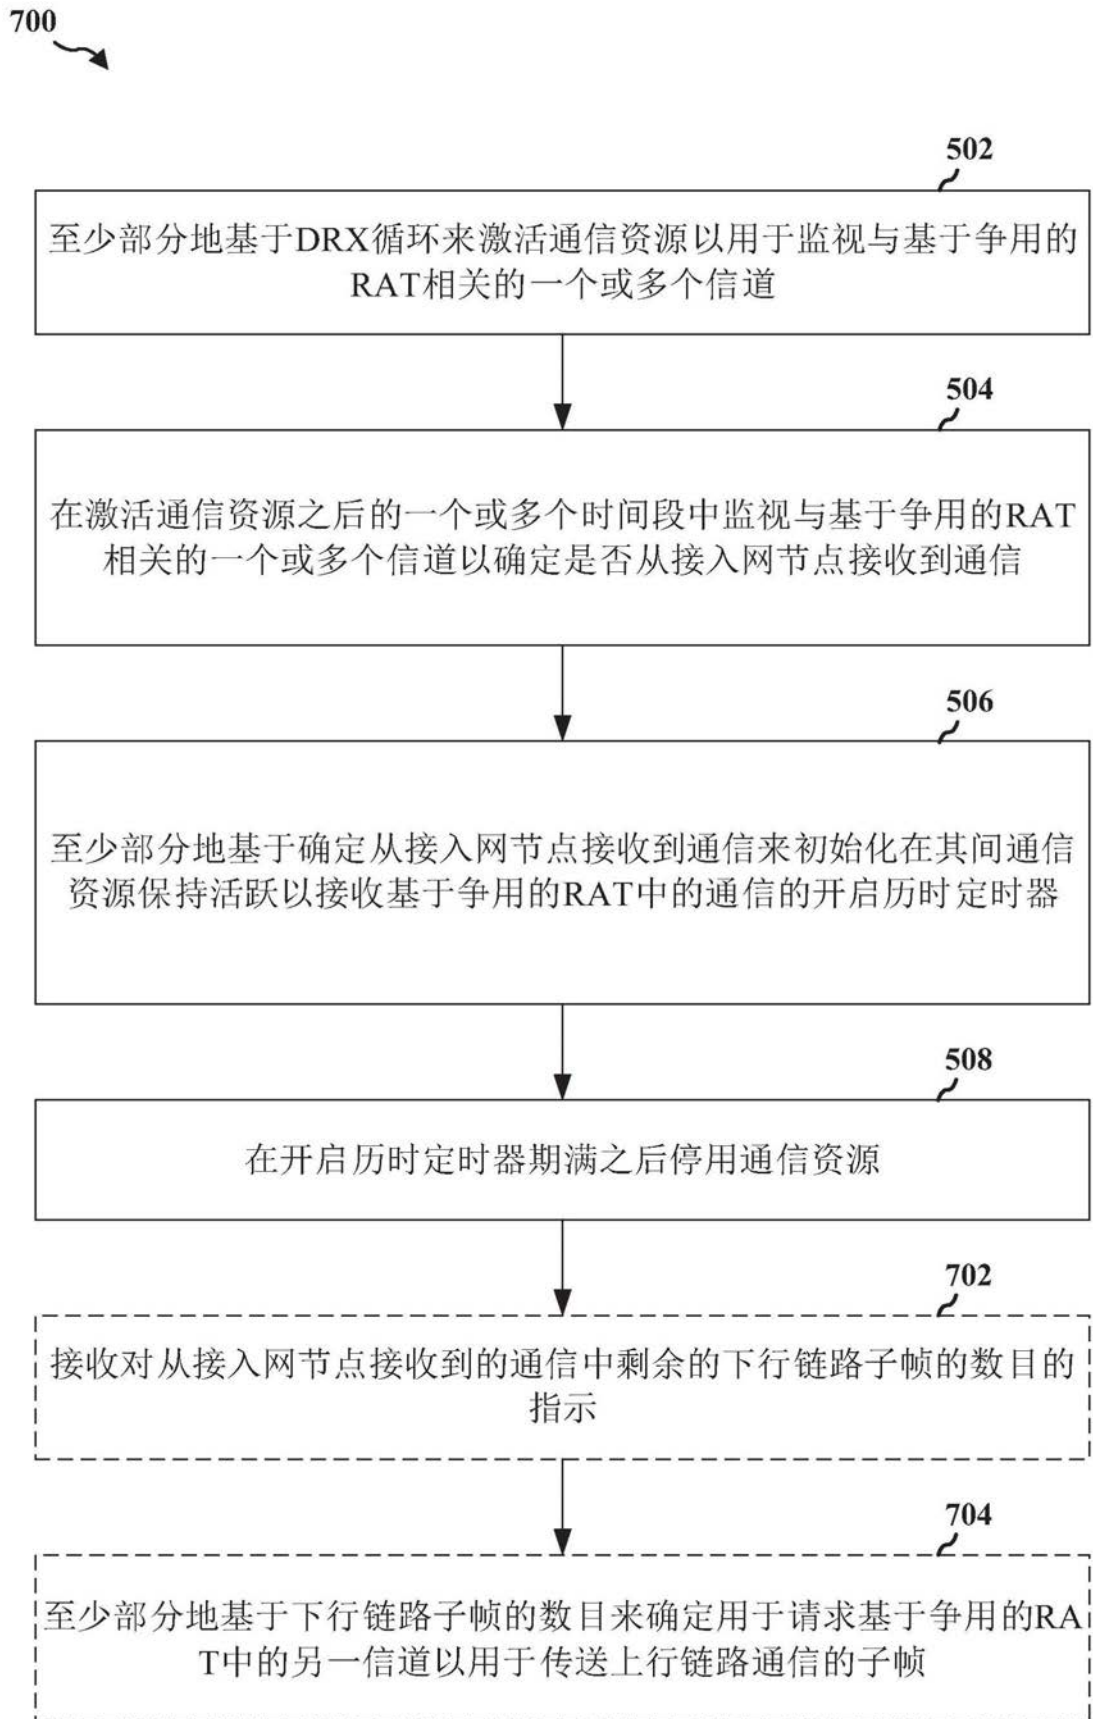 700
502
至少部分地基于DRX循环来激活通信资源以用于监视与基于争用的
RAT相关的一个或多个信道
504
在激活通信资源之后的一个或多个时间段中监视与基于争用的RAT
相关的一个或多个信道以确定是否从接入网节点接收到通信
506
至少部分地基于确定从接入网节点接收到通信来初始化在其间通信
资源保持活跃以接收基于争用的RAT中的通信的开启历时定时器
508
在开启历时定时器期满之后停用通信资源
702
接收对从接入网节点接收到的通信中剩余的下行链路子帧的数目的
指示
704
至少部分地基于下行链路子帧的数目来确定用于请求基于争用的RA
T中的另一信道以用于传送上行链路通信的子帧